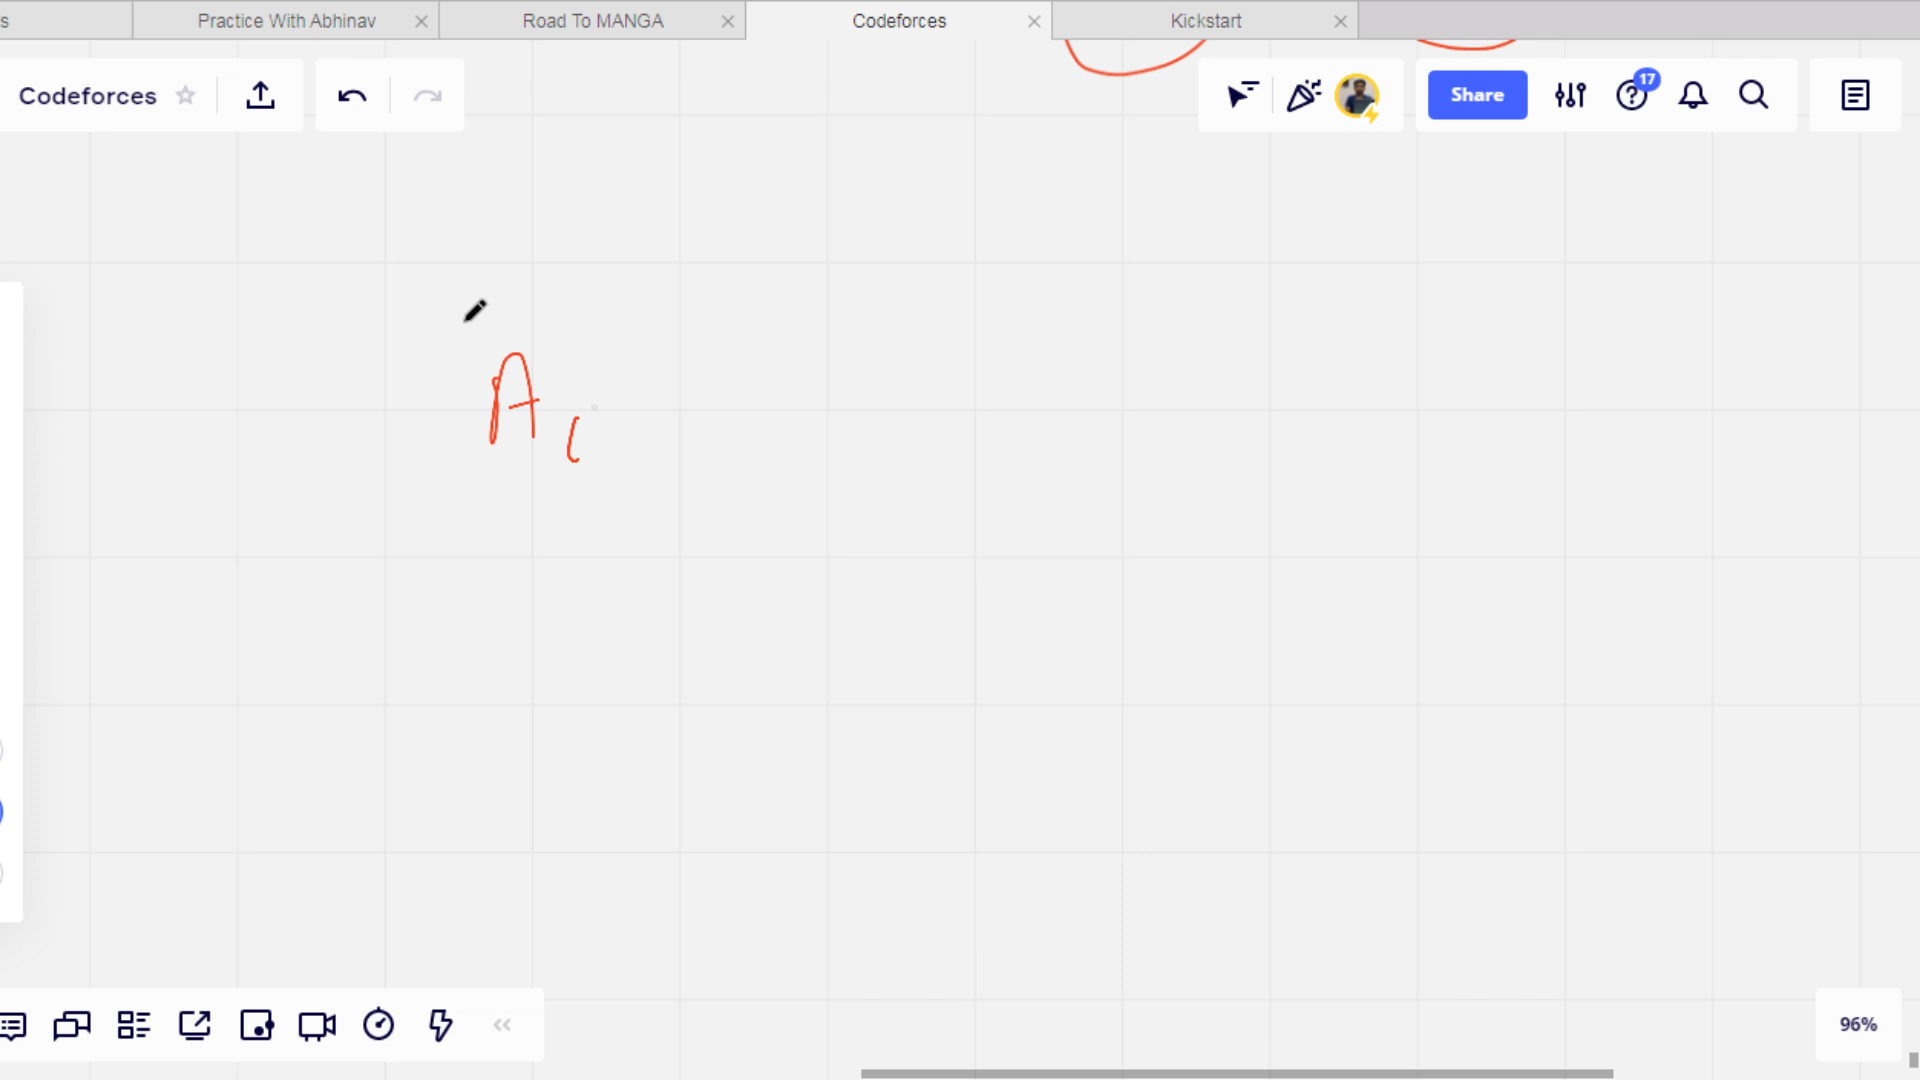 s Practice With Abhinav Road To MANGA Codeforces Kickstart
Codeforces Share 17
A
96%